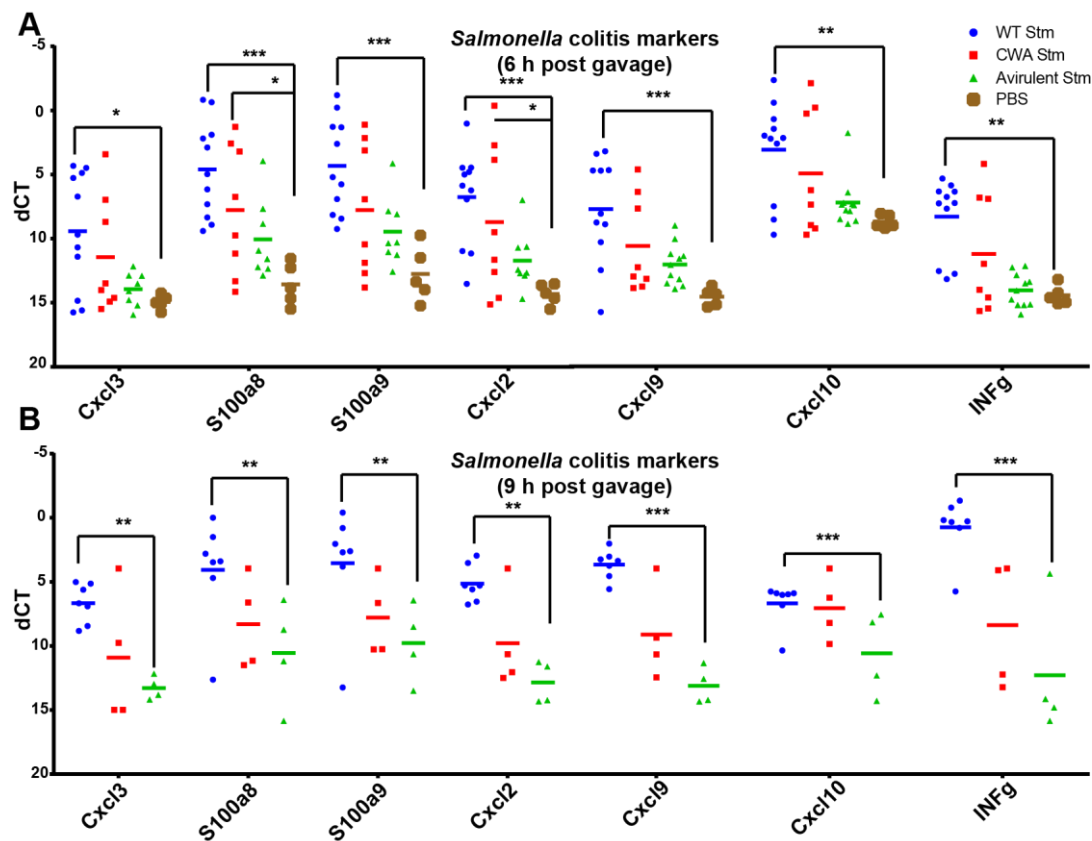 A
Salmonella colitis markers
(6 h post gavage)
WT Stm
CWA Stm
Avirulent Stm
PBS
-5
0
5
10
15
20
dCT
*
***
*
***
***
*
***
**
**
Cxcl3
S100a8
S100a9
Cxcl2
Cxcl9
Cxcl10
INFg
B
Salmonella colitis markers
(9 h post gavage)
-5
0
5
10
15
20
dCT
**
**
**
**
***
***
***
Cxcl3
S100a8
S100a9
Cxcl2
Cxcl9
Cxcl10
INFg